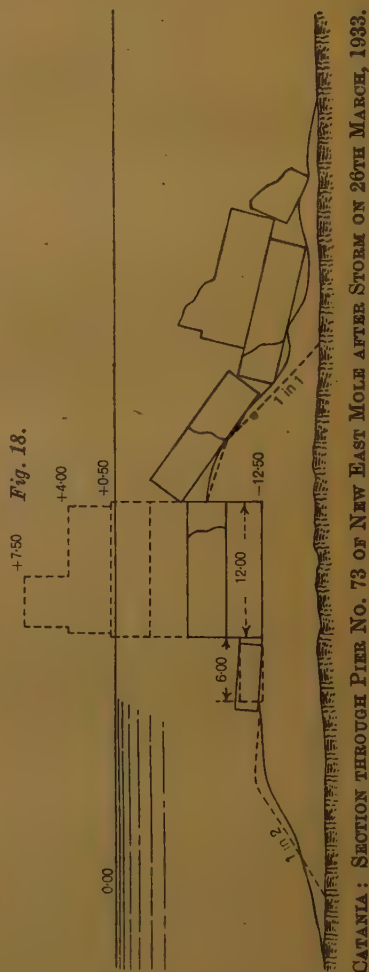 Fig. 18.
+7·50
+4·00
+0·50
0·00
-12·50
12·00
6·00
1 in 2
1 in 1
CATANIA: SECTION THROUGH PIER NO. 73 OF NEW EAST MOLE AFTER STORM ON 26TH MARCH, 1933.